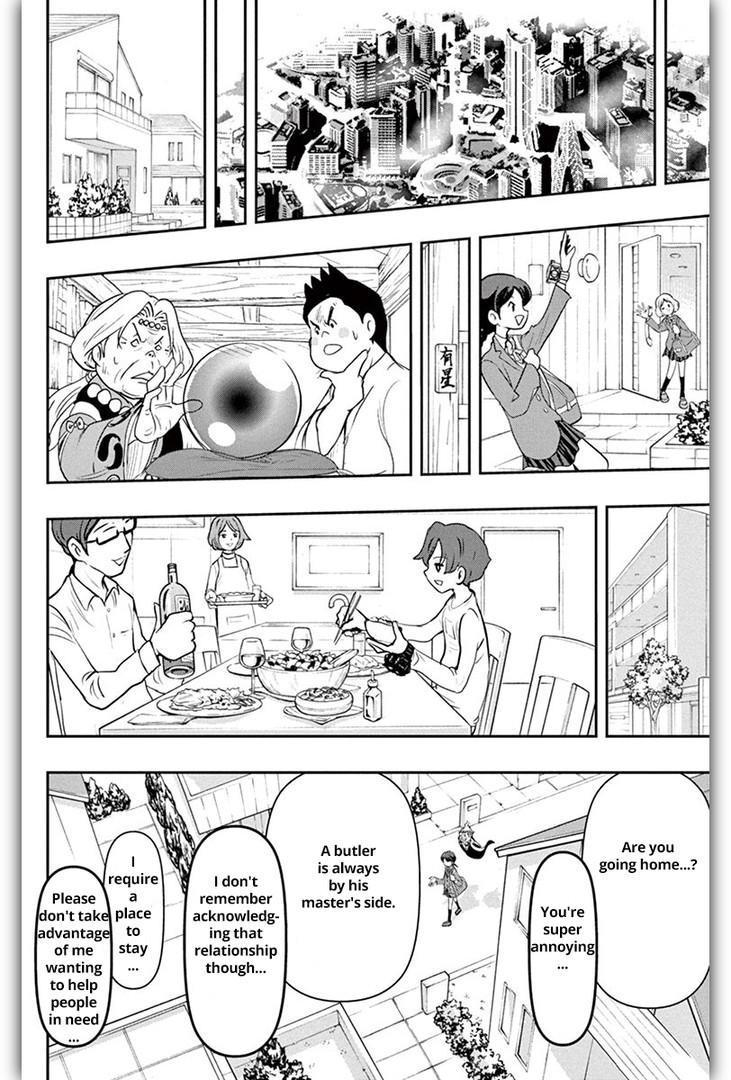 有星
Are you
going home...?
You're
super
annoying
...
A butler
is always
by his
master's side.
I don't
remember
acknowledg-
ing that
relationship
though...
I
require
a
place
to
stay
...
Please
don't take
advantage
of me
wanting
to help
people
in need
...